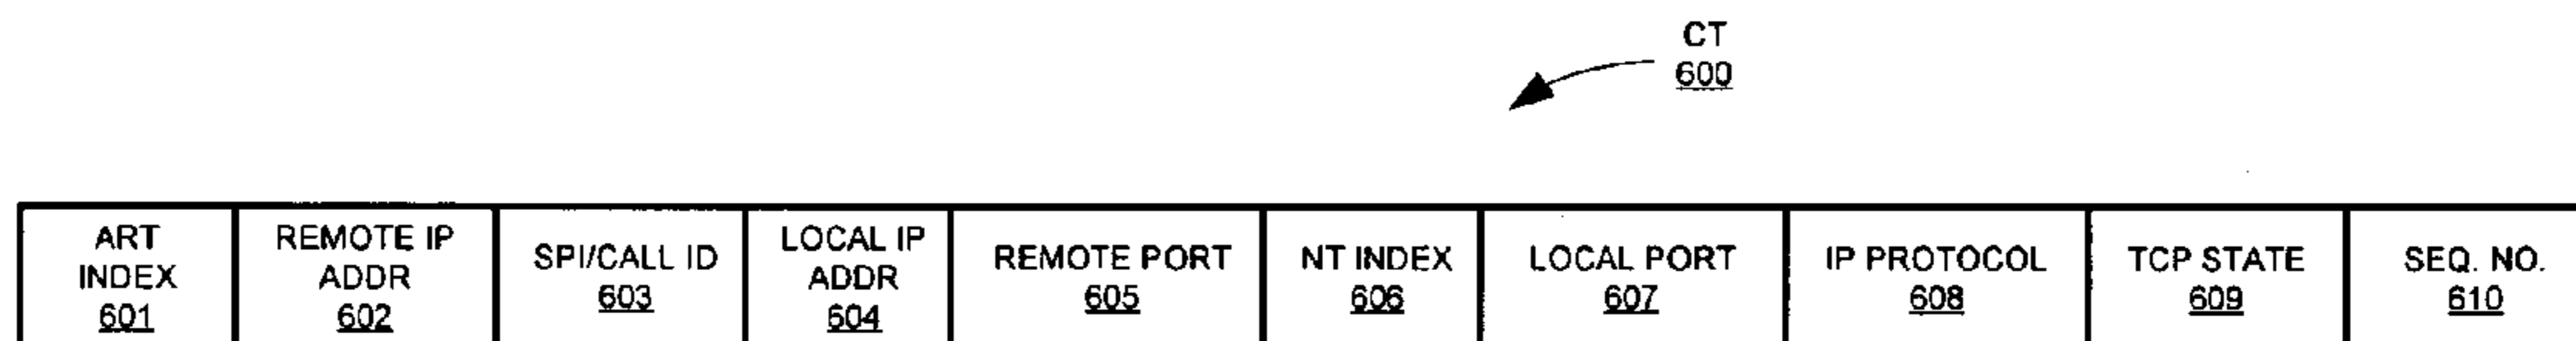 CT
600
ART
INDEX
601
REMOTE IP
ADDR
602
SPI/CALL ID
603
LOCAL IP
ADDR
604
REMOTE PORT
605
NT INDEX
606
LOCAL PORT
607
IP PROTOCOL
608
TCP STATE
609
SEQ. NO.
610